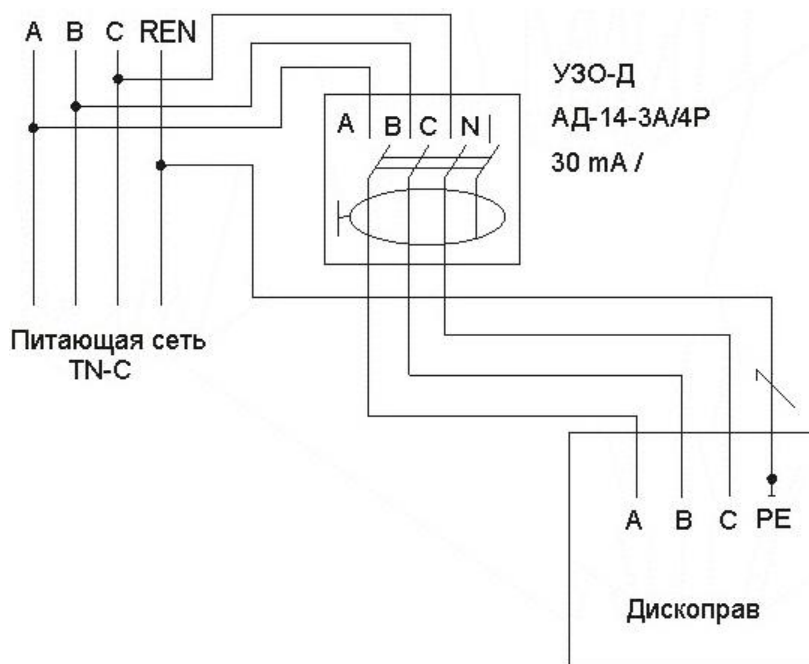 A B C REN
УЗО-Д
АД-14-3А/4Р
30 mA /
A B C N
Питающая сеть
TN-C
A B C PE
Дископрав